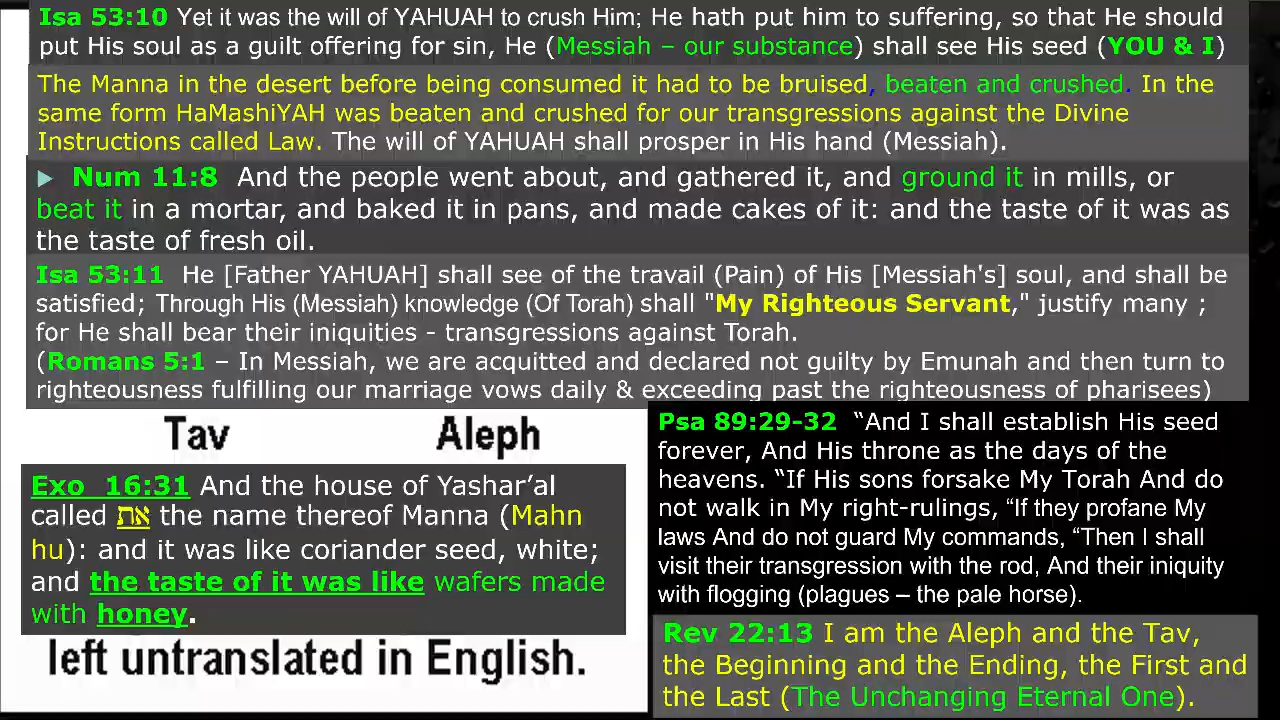 Isa 53:10 Yet it was the will of YAHUAH to crush Him; He hath put him to suffering, so that He should
put His soul as a guilt offering for sin, He (Messiah – our substance) shall see His seed (YOU & I)
The Manna in the desert before being consumed it had to be bruised, beaten and crushed. In the
same form HaMashiYAH was beaten and crushed for our transgressions against the Divine
Instructions called Law. The will of YAHUAH shall prosper in His hand (Messiah).
► Num 11:8 And the people went about, and gathered it, and ground it in mills, or
beat it in a mortar, and baked it in pans, and made cakes of it: and the taste of it was as
the taste of fresh oil.
Isa 53:11 He [Father YAHUAH] shall see of the travail (Pain) of His [Messiah's] soul, and shall be
satisfied; Through His (Messiah) knowledge (Of Torah) shall "My Righteous Servant," justify many ;
for He shall bear their iniquities - transgressions against Torah.
(Romans 5:1 – In Messiah, we are acquitted and declared not guilty by Emunah and then turn to
righteousness fulfilling our marriage vows daily & exceeding past the righteousness of pharisees)
Tav Aleph
Exo 16:31 And the house of Yashar’al
called את the name thereof Manna (Mahn
hu): and it was like coriander seed, white;
and the taste of it was like wafers made
with honey.
left untranslated in English.
Psa 89:29-32 “And I shall establish His seed
forever, And His throne as the days of the
heavens. “If His sons forsake My Torah And do
not walk in My right-rulings, “If they profane My
laws And do not guard My commands, “Then I shall
visit their transgression with the rod, And their iniquity
with flogging (plagues – the pale horse).
Rev 22:13 I am the Aleph and the Tav,
the Beginning and the Ending, the First and
the Last (The Unchanging Eternal One).